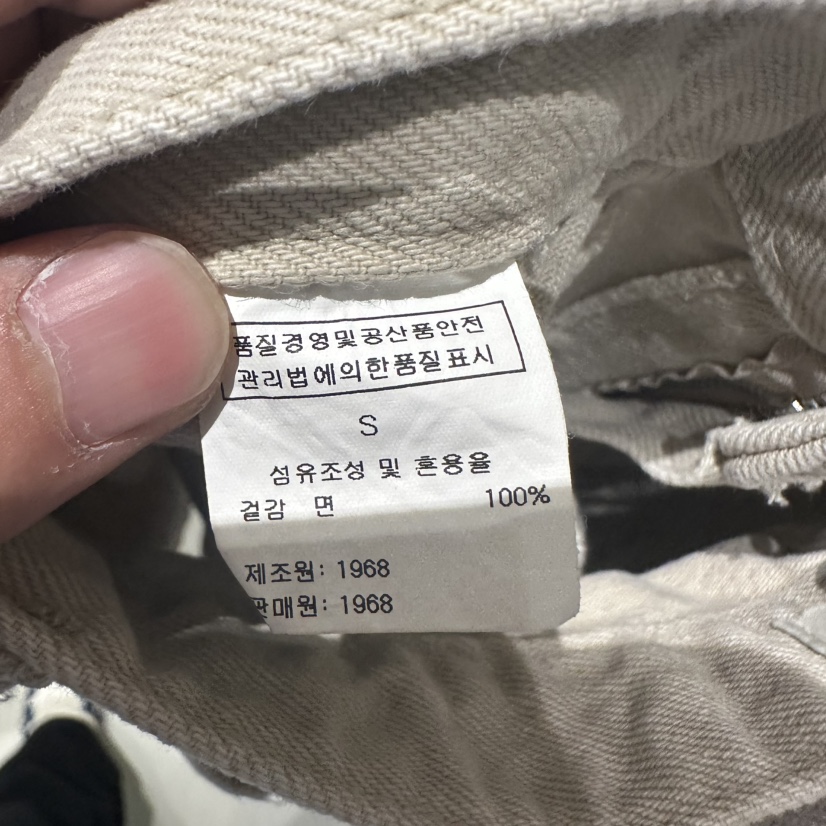 품질경영및공산품안전
관리법에의한품질표시
S
섬유조성 및 혼용율
겉감 면 100%
제조원: 1968
판매원: 1968